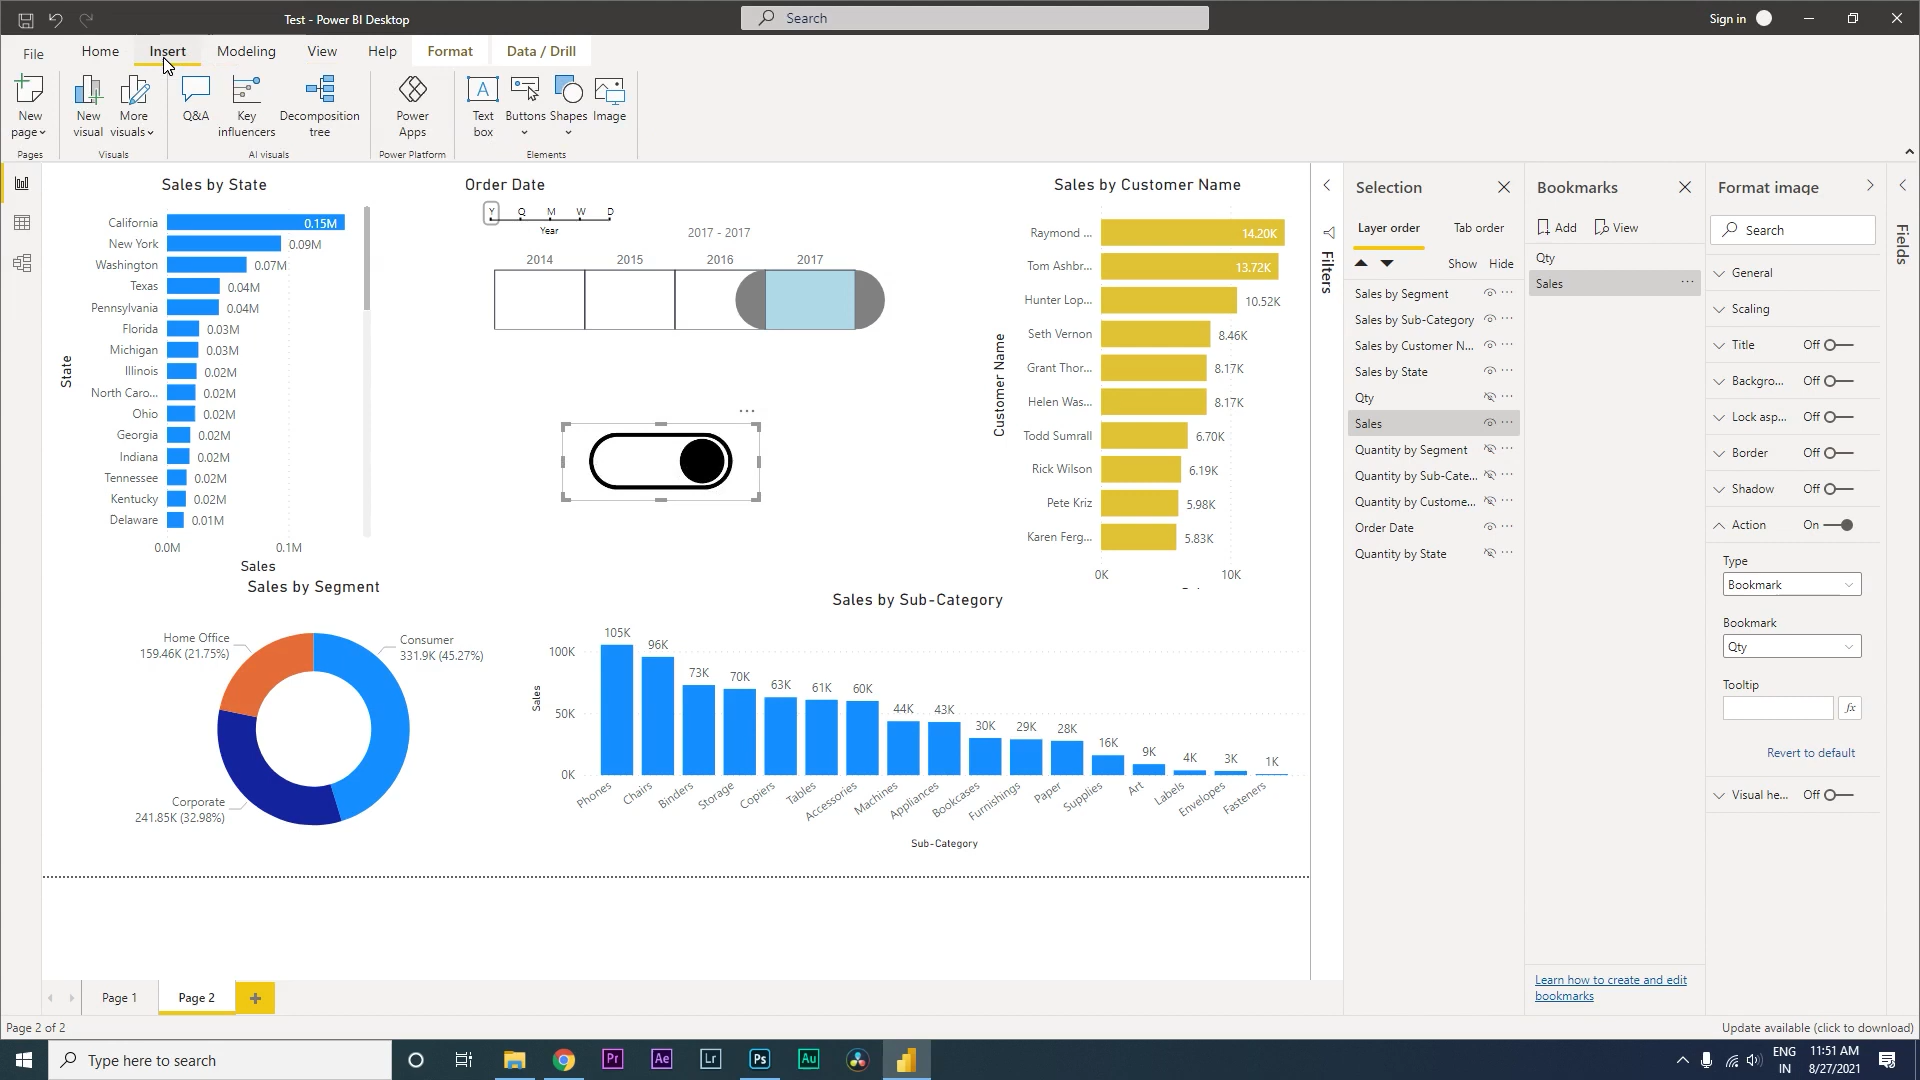 Test - Power BI Desktop
Search
Sign in
File
Home
Insert
Modeling
View
Help
Format
Data / Drill
New page
New visual
More visuals
Q&A
Key influencers
Decomposition tree
Power Apps
Text box
Buttons
Shapes
Image
Pages
Visuals
AI visuals
Power Platform
Elements
Sales by State
California
0.15M
New York
0.09M
Washington
0.07M
Texas
0.04M
Pennsylvania
0.04M
Florida
0.03M
Michigan
0.03M
Illinois
0.02M
North Caro...
0.02M
Ohio
0.02M
Georgia
0.02M
Indiana
0.02M
Tennessee
0.02M
Kentucky
0.02M
Delaware
0.01M
State
0.0M
0.1M
Sales
Order Date
Y Q M W D
Year
2017 - 2017
2014
2015
2016
2017
Sales by Customer Name
Customer Name
Raymond ...
14.20K
Tom Ashbr...
13.72K
Hunter Lop...
10.52K
Seth Vernon
8.46K
Grant Thor...
8.17K
Helen Was...
8.17K
Todd Sumrall
6.70K
Rick Wilson
6.19K
Pete Kriz
5.98K
Karen Ferg...
5.83K
0K
10K
Sales by Segment
Home Office
159.46K (21.75%)
Consumer
331.9K (45.27%)
Corporate
241.85K (32.98%)
Sales by Sub-Category
Sales
100K
50K
0K
105K
96K
73K
70K
63K
61K
60K
44K
43K
30K
29K
28K
16K
9K
4K
3K
1K
Phones
Chairs
Binders
Storage
Copiers
Tables
Accessories
Machines
Appliances
Bookcases
Furnishings
Paper
Supplies
Art
Labels
Envelopes
Fasteners
Sub-Category
Filters
Selection
Layer order
Tab order
Show
Hide
Sales by Segment
Sales by Sub-Category
Sales by Customer N...
Sales by State
Qty
Sales
Quantity by Segment
Quantity by Sub-Cate...
Quantity by Custome...
Order Date
Quantity by State
Bookmarks
Add
View
Qty
Sales
Learn how to create and edit
bookmarks
Format image
Search
General
Scaling
Title Off
Backgro... Off
Lock asp... Off
Border Off
Shadow Off
Action On
Type
Bookmark
Bookmark
Qty
Tooltip
fx
Revert to default
Visual he... Off
Fields
Page 1
Page 2
Page 2 of 2
Update available (click to download)
Type here to search
Pr
Ae
Lr
Ps
Au
ENG
IN
11:51 AM
8/27/2021